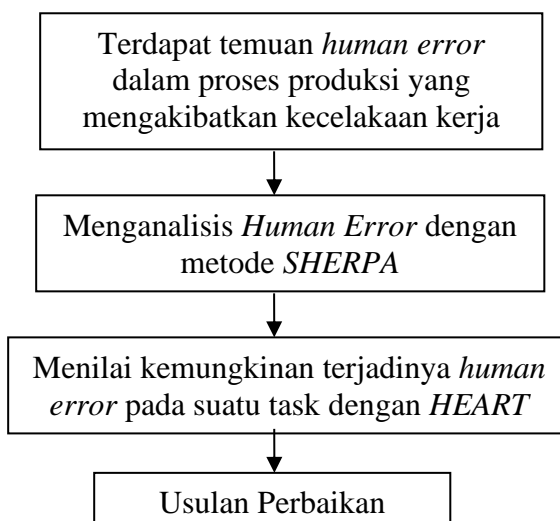 Terdapat temuan human error
dalam proses produksi yang
mengakibatkan kecelakaan kerja
Menganalisis Human Error dengan
metode SHERPA
Menilai kemungkinan terjadinya human
error pada suatu task dengan HEART
Usulan Perbaikan